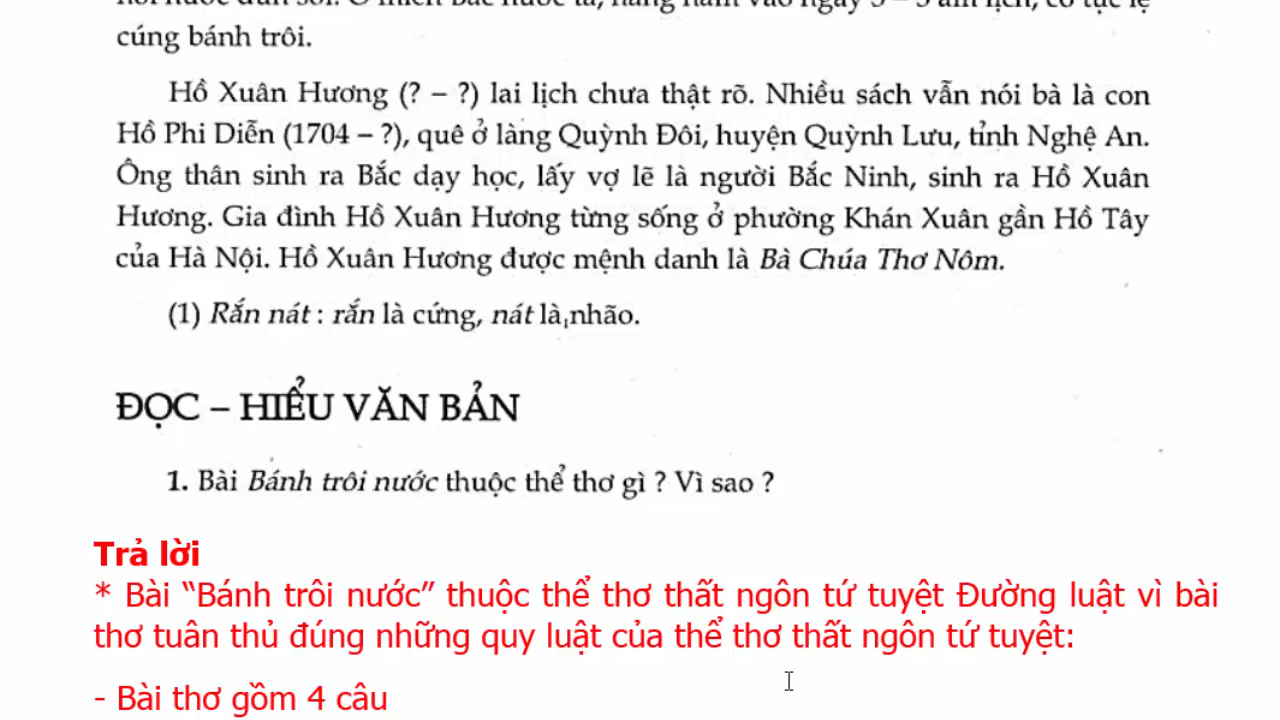 cúng bánh trôi.
Hồ Xuân Hương (? – ?) lai lịch chưa thật rõ. Nhiều sách vẫn nói bà là con
Hồ Phi Diễn (1704 – ?), quê ở làng Quỳnh Đôi, huyện Quỳnh Lưu, tỉnh Nghệ An.
Ông thân sinh ra Bắc dạy học, lấy vợ lẽ là người Bắc Ninh, sinh ra Hồ Xuân
Hương. Gia đình Hồ Xuân Hương từng sống ở phường Khán Xuân gần Hồ Tây
của Hà Nội. Hồ Xuân Hương được mệnh danh là Bà Chúa Thơ Nôm.
(1) Rắn nát : rắn là cứng, nát là nhão.
ĐỌC – HIỂU VĂN BẢN
1. Bài Bánh trôi nước thuộc thể thơ gì ? Vì sao ?
Trả lời
* Bài “Bánh trôi nước” thuộc thể thơ thất ngôn tứ tuyệt Đường luật vì bài
thơ tuân thủ đúng những quy luật của thể thơ thất ngôn tứ tuyệt:
- Bài thơ gồm 4 câu